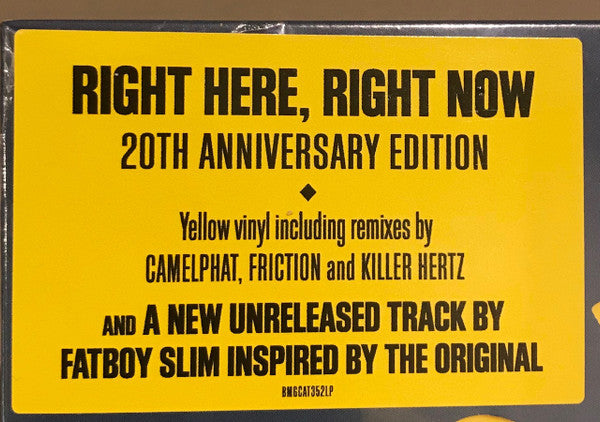 RIGHT HERE, RIGHT NOW
20TH ANNIVERSARY EDITION
Yellow vinyl including remixes by
CAMELPHAT, FRICTION and KILLER HERTZ
AND A NEW UNRELEASED TRACK BY
FATBOY SLIM INSPIRED BY THE ORIGINAL
BMGCAT352LP